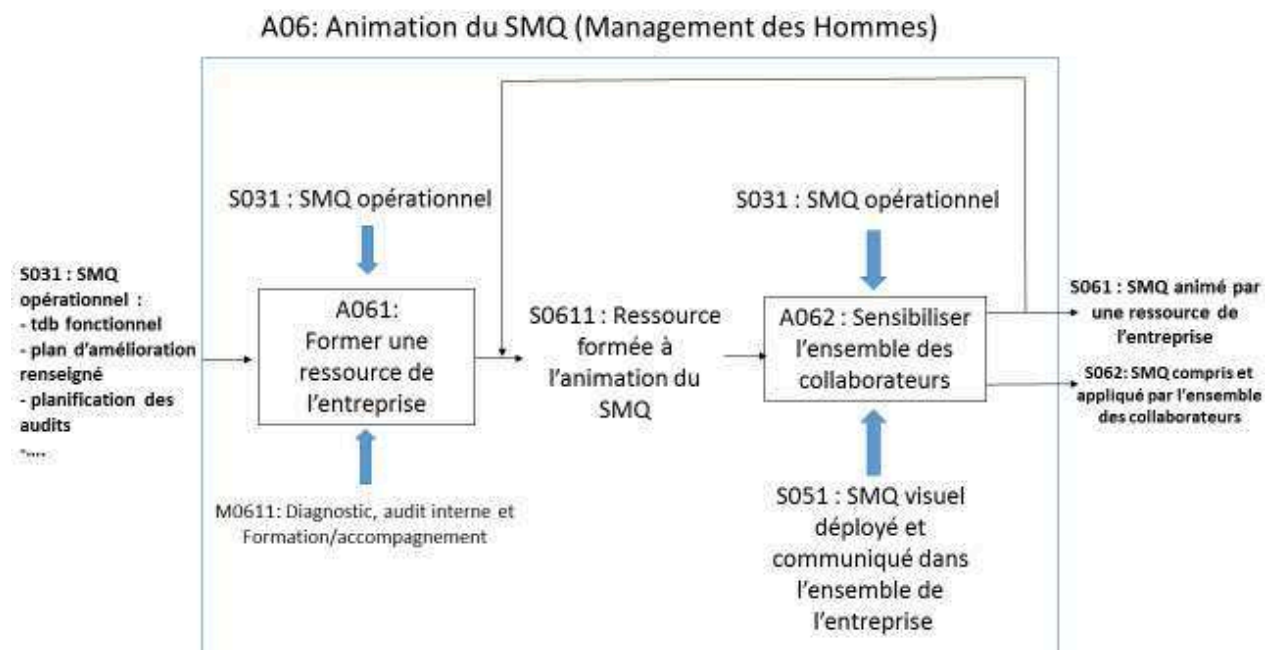 A06: Animation du SMQ (Management des Hommes)
S031 : SMQ opérationnel
S031 : SMQ opérationnel
S031 : SMQ
opérationnel :
- tdb fonctionnel
- plan d'amélioration
renseigné
- planification des
audits
-....
A061:
Former une
ressource de
l'entreprise
S0611 : Ressource
formée à
l'animation du
SMQ
A062 : Sensibiliser
l'ensemble des
collaborateurs
S061 : SMQ animé par
une ressource de
l'entreprise
S062: SMQ compris et
appliqué par l'ensemble
des collaborateurs
M0611: Diagnostic, audit interne et
Formation/accompagnement
S051 : SMQ visuel
déployé et
communiqué dans
l'ensemble de
l'entreprise